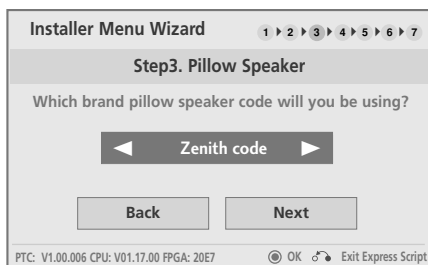 Installer Menu Wizard 1 2 3 4 5 6 7
Step3. Pillow Speaker
Which brand pillow speaker code will you be using?
Zenith code
Back Next
PTC: V1.00.006 CPU: V01.17.00 FPGA: 20E7 OK Exit Express Script